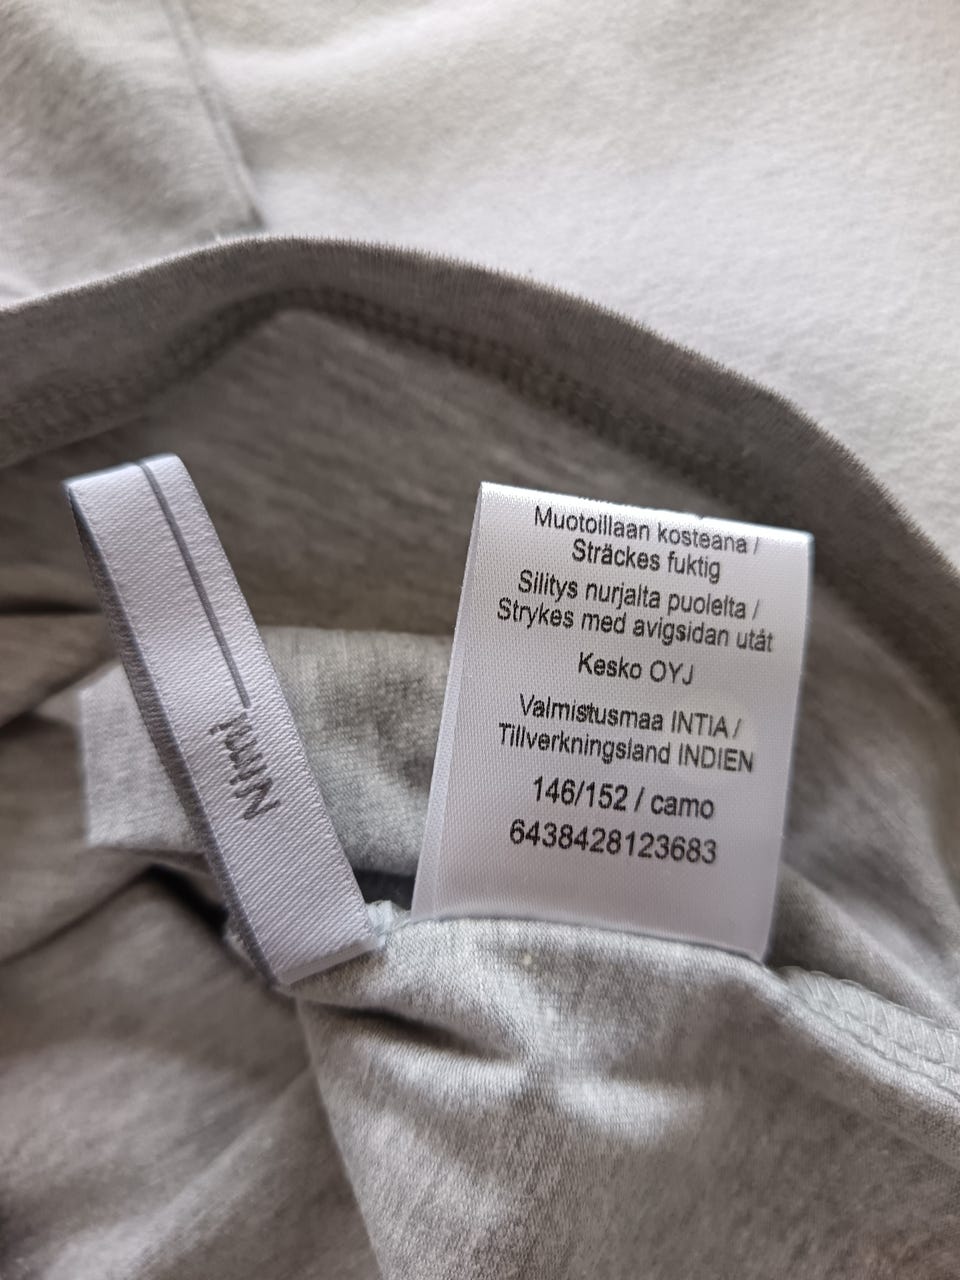 Muotoillaan kosteana /
Sträckes fuktig
Silitys nurjalta puolelta /
Strykes med avigsidan utåt
Kesko OYJ
Valmistusmaa INTIA /
Tillverkningsland INDIEN
146/152 / camo
6438428123683
Nimi